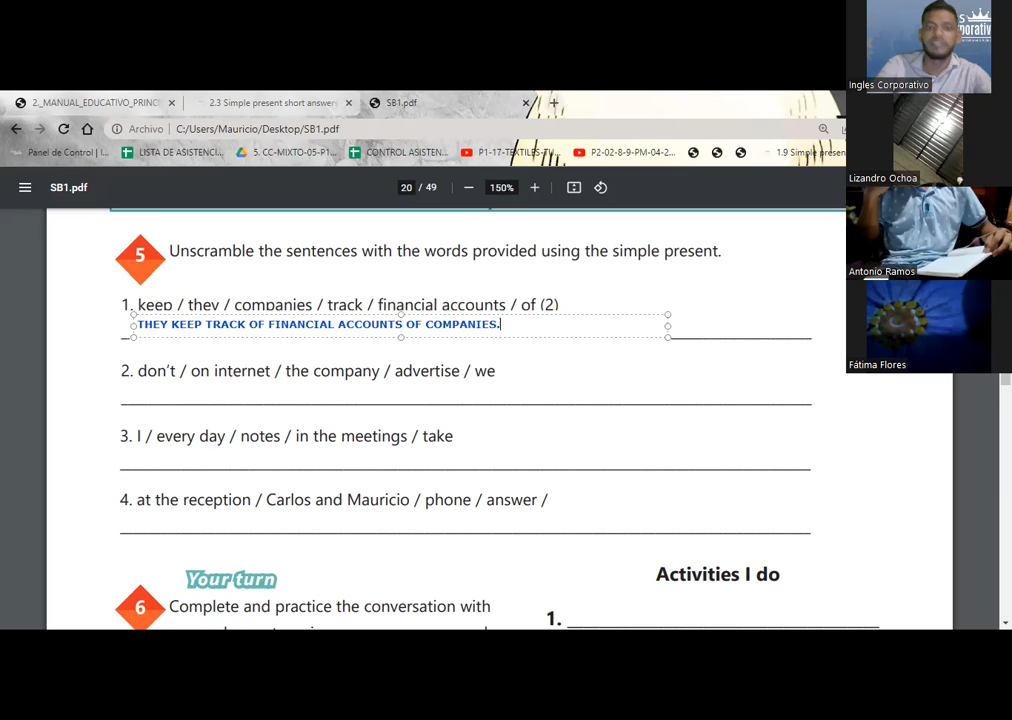 S
porativ
Ingles Corporativo
2._MANUAL_EDUCATIVO_PRINC
2.3 Simple present short answer
SB1.pdf
Archivo
C:/Users/Mauricio/Desktop/SB1.pdf
Panel de Control | I...
LISTA DE ASISTENCI...
5. CC-MIXTO-05-P1...
CONTROL ASISTEN...
P1-17-TEXTILES-TU...
P2-02-8-9-PM-04-2...
1.9 Simple presen
Lizandro Ochoa
SB1.pdf
20 / 49
150%
5
Unscramble the sentences with the words provided using the simple present.
Antonio Ramos
1. keep / they / companies / track / financial accounts / of (2)
THEY KEEP TRACK OF FINANCIAL ACCOUNTS OF COMPANIES.
Fátima Flores
2. don't / on internet / the company / advertise / we
3. I / every day / notes / in the meetings / take
4. at the reception / Carlos and Mauricio / phone / answer /
Your turn
Activities I do
6
Complete and practice the conversation with
1.